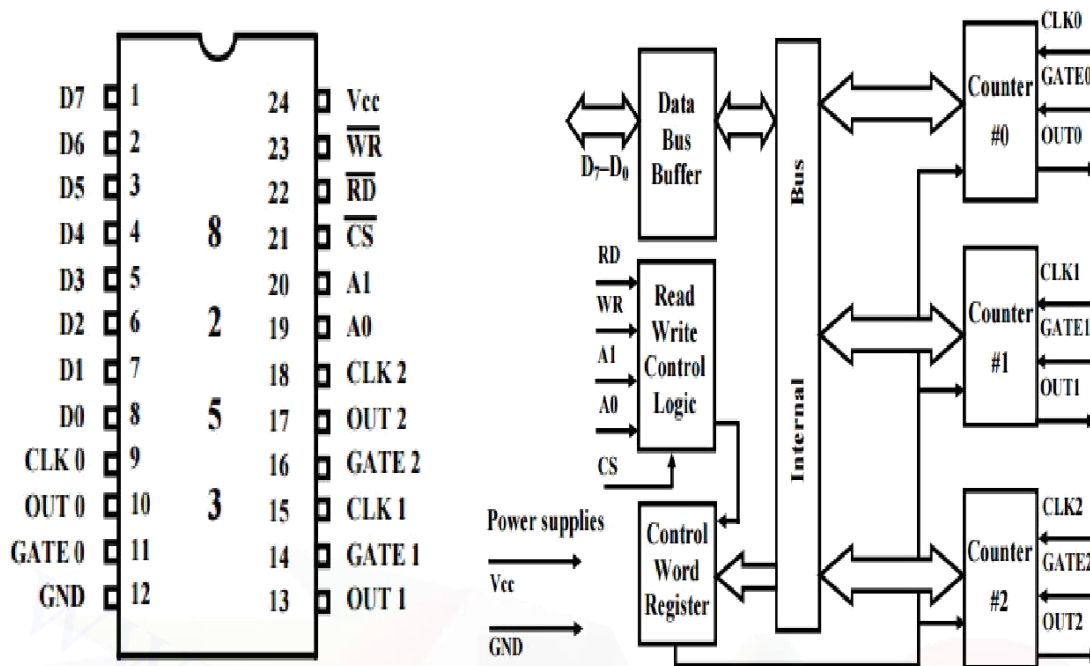 D7 1
D6 2
D5 3
D4 4
D3 5
D2 6
D1 7
D0 8
CLK 0 9
OUT 0 10
GATE 0 11
GND 12
8
2
5
3
24 Vcc
23 WR
22 RD
21 CS
20 A1
19 A0
18 CLK 2
17 OUT 2
16 GATE 2
15 CLK 1
14 GATE 1
13 OUT 1
D7–D0
Data
Bus
Buffer
RD
WR
A1
A0
CS
Read
Write
Control
Logic
Power supplies
Vcc
GND
Control
Word
Register
Internal Bus
Counter
#0
CLK0
GATE0
OUT0
Counter
#1
CLK1
GATE1
OUT1
Counter
#2
CLK2
GATE2
OUT2